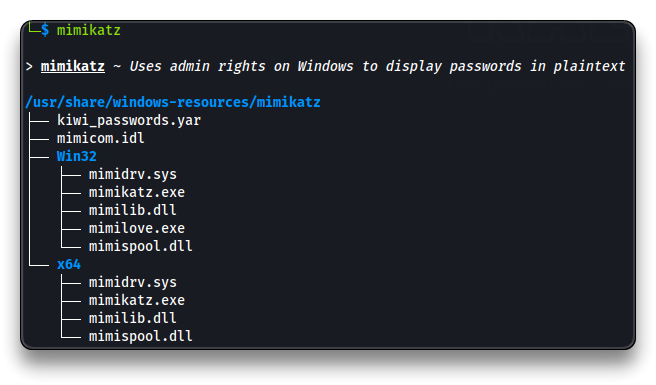 └─$ mimikatz
> mimikatz ~ Uses admin rights on Windows to display passwords in plaintext
/usr/share/windows-resources/mimikatz
├── kiwi_passwords.yar
├── mimicom.idl
├── Win32
│   ├── mimidrv.sys
│   ├── mimikatz.exe
│   ├── mimilib.dll
│   ├── mimilove.exe
│   └── mimispool.dll
└── x64
    ├── mimidrv.sys
    ├── mimikatz.exe
    ├── mimilib.dll
    └── mimispool.dll